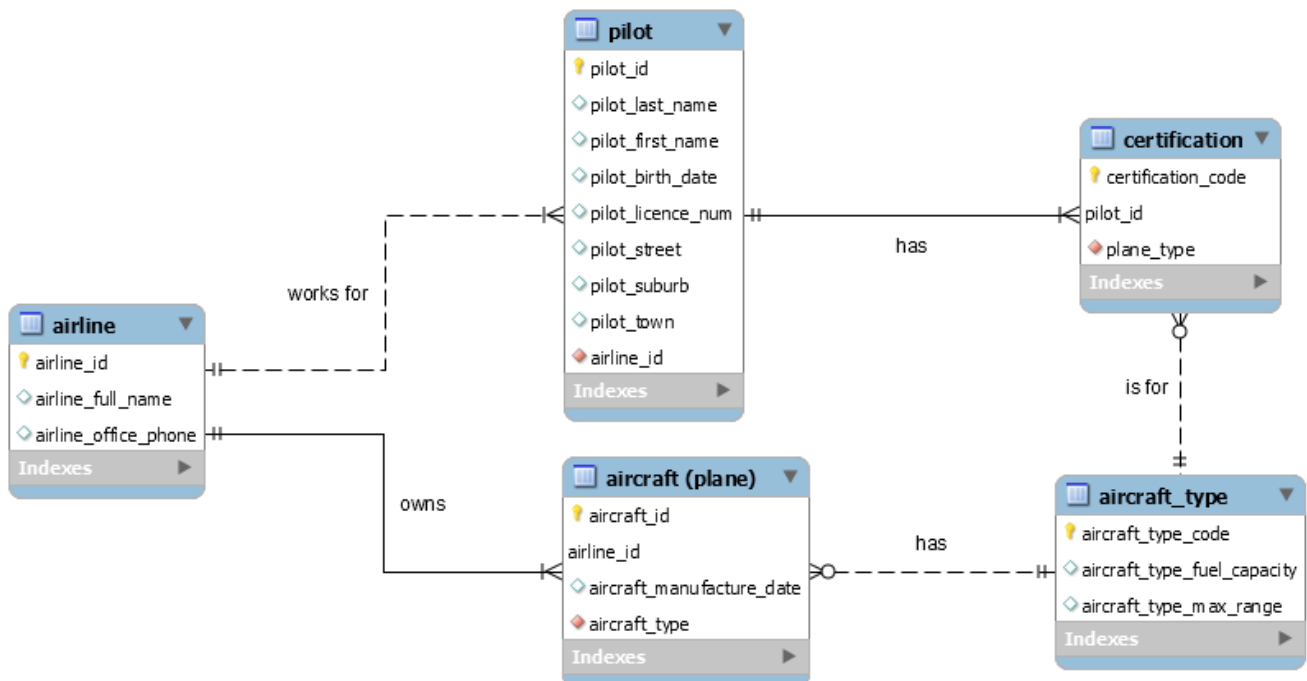 pilot
pilot_id
pilot_last_name
pilot_first_name
pilot_birth_date
pilot_licence_num
pilot_street
pilot_suburb
pilot_town
airline_id
Indexes
certification
certification_code
pilot_id
plane_type
Indexes
has
works for
airline
airline_id
airline_full_name
airline_office_phone
Indexes
is for
owns
aircraft (plane)
aircraft_id
airline_id
aircraft_manufacture_date
aircraft_type
Indexes
has
aircraft_type
aircraft_type_code
aircraft_type_fuel_capacity
aircraft_type_max_range
Indexes